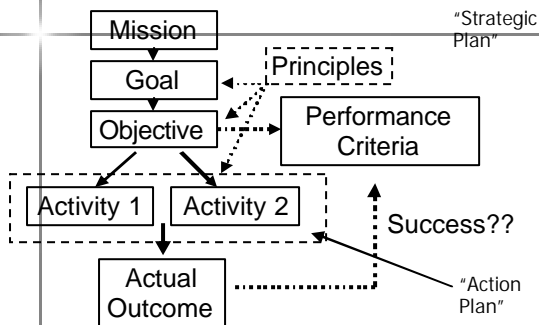 Mission
"Strategic
Plan"
Goal
Principles
Objective
Performance
Criteria
Activity 1
Activity 2
Success??
Actual
Outcome
"Action
Plan"